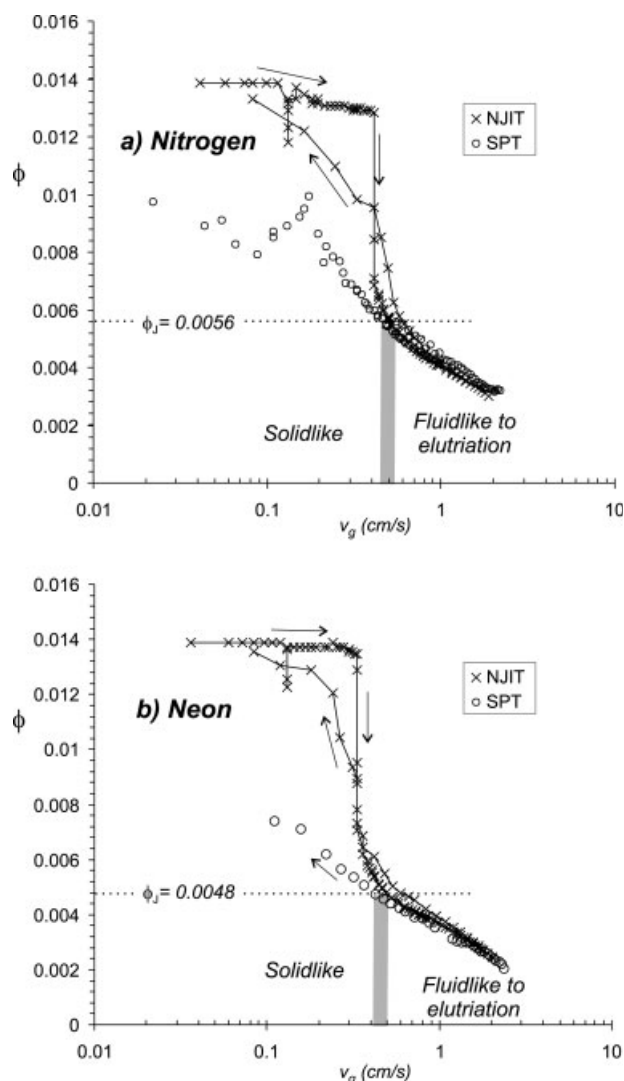 0.016
0.014
0.012
0.01
0.008
0.006
0.004
0.002
0
ϕ
a) Nitrogen
NJIT
SPT
ϕJ = 0.0056
Solidlike
Fluidlike to
elutriation
0.01
0.1
1
10
vg (cm/s)
0.016
0.014
0.012
0.01
0.008
0.006
0.004
0.002
0
ϕ
b) Neon
NJIT
SPT
ϕJ = 0.0048
Solidlike
Fluidlike to
elutriation
0.01
0.1
1
10
vg (cm/s)